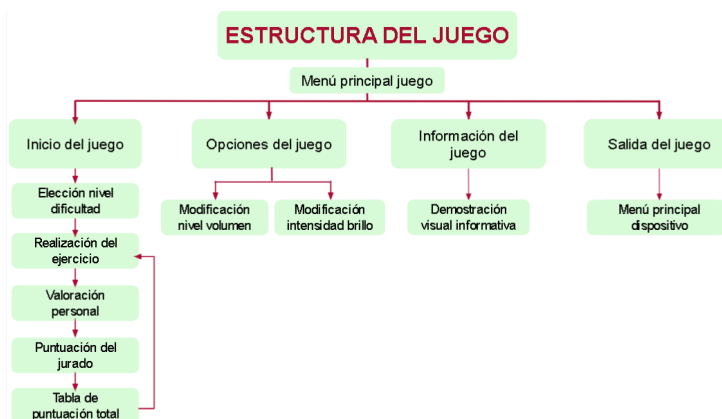 ESTRUCTURA DEL JUEGO
Menú principal juego
Inicio del juego
Opciones del juego
Información del
juego
Salida del juego
Elección nivel
dificultad
Modificación
nivel volumen
Modificación
intensidad brillo
Demostración
visual informativa
Menú principal
dispositivo
Realización del
ejercicio
Valoración
personal
Puntuación del
jurado
Tabla de
puntuación total